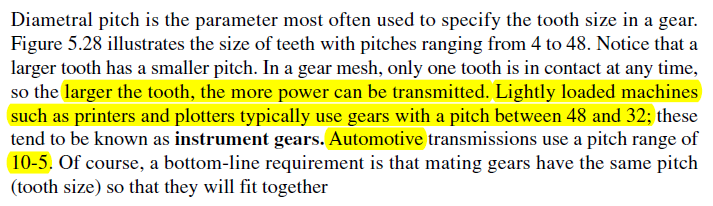 Diametral pitch is the parameter most often used to specify the tooth size in a gear.
Figure 5.28 illustrates the size of teeth with pitches ranging from 4 to 48. Notice that a
larger tooth has a smaller pitch. In a gear mesh, only one tooth is in contact at any time,
so the larger the tooth, the more power can be transmitted. Lightly loaded machines
such as printers and plotters typically use gears with a pitch between 48 and 32; these
tend to be known as instrument gears. Automotive transmissions use a pitch range of
10-5. Of course, a bottom-line requirement is that mating gears have the same pitch
(tooth size) so that they will fit together